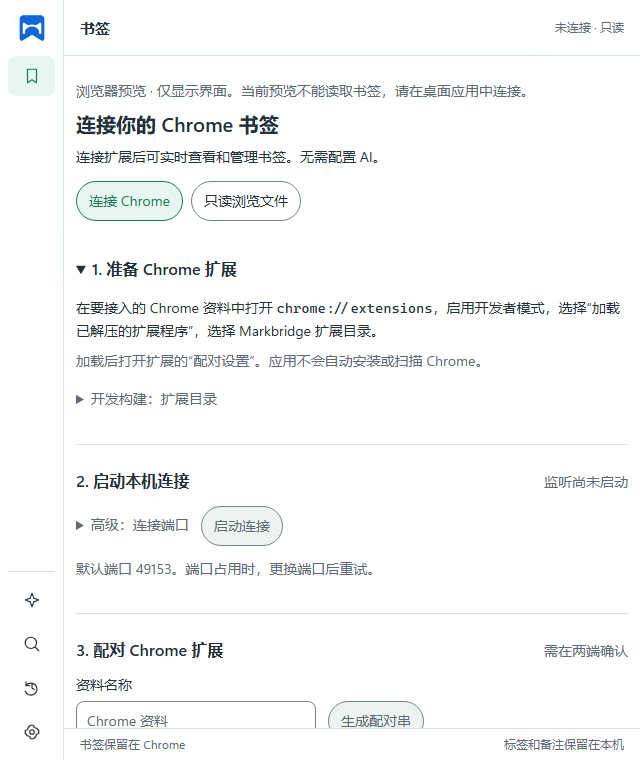 书签
未连接 · 只读
浏览器预览 · 仅显示界面。当前预览不能读取书签，请在桌面应用中连接。
连接你的 Chrome 书签
连接扩展后可实时查看和管理书签。无需配置 AI。
连接 Chrome
只读浏览文件
▼ 1. 准备 Chrome 扩展
在要接入的 Chrome 资料中打开 chrome://extensions，启用开发者模式，选择“加载
已解压的扩展程序”，选择 Markbridge 扩展目录。
加载后打开扩展的“配对设置”。应用不会自动安装或扫描 Chrome。
▶ 开发构建：扩展目录
2. 启动本机连接
监听尚未启动
▶ 高级：连接端口
启动连接
默认端口 49153。端口占用时，更换端口后重试。
3. 配对 Chrome 扩展
需在两端确认
资料名称
Chrome 资料
生成配对串
书签保留在 Chrome
标签和备注保留在本机